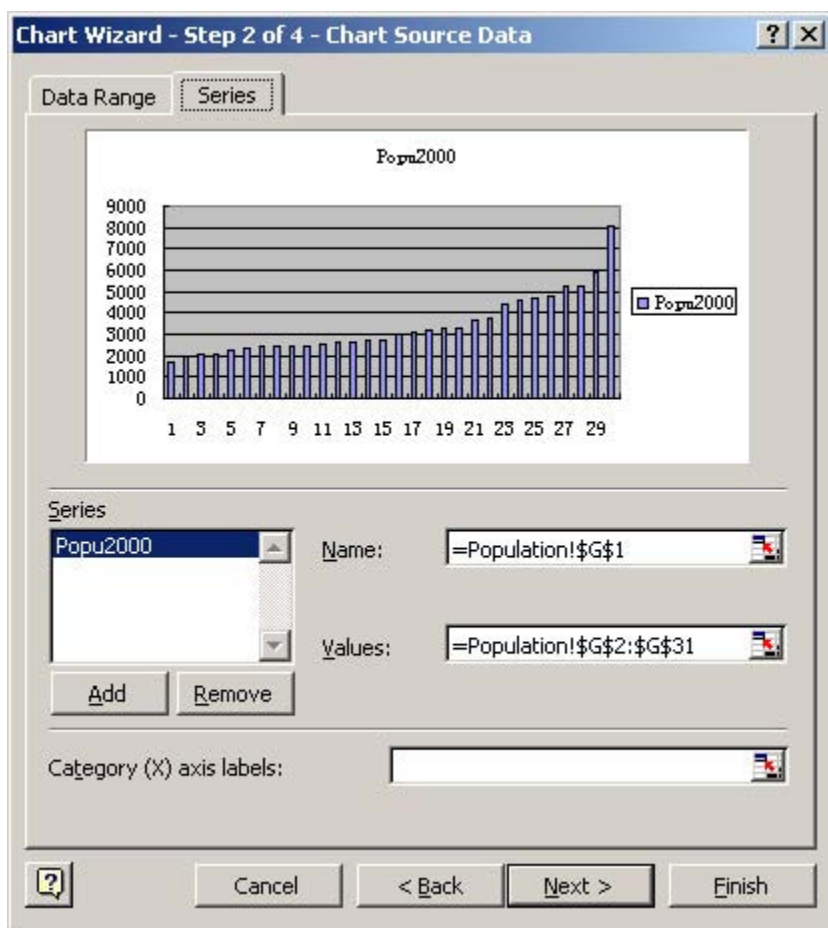 Chart Wizard - Step 2 of 4 - Chart Source Data
Data Range Series
Popu2000
9000
8000
7000
6000
5000
4000
3000
2000
1000
0
1 3 5 7 9 11 13 15 17 19 21 23 25 27 29
Popu2000
Series
Popu2000
Name: =Population!$G$1
Values: =Population!$G$2:$G$31
Add Remove
Category (X) axis labels:
Cancel < Back Next > Finish